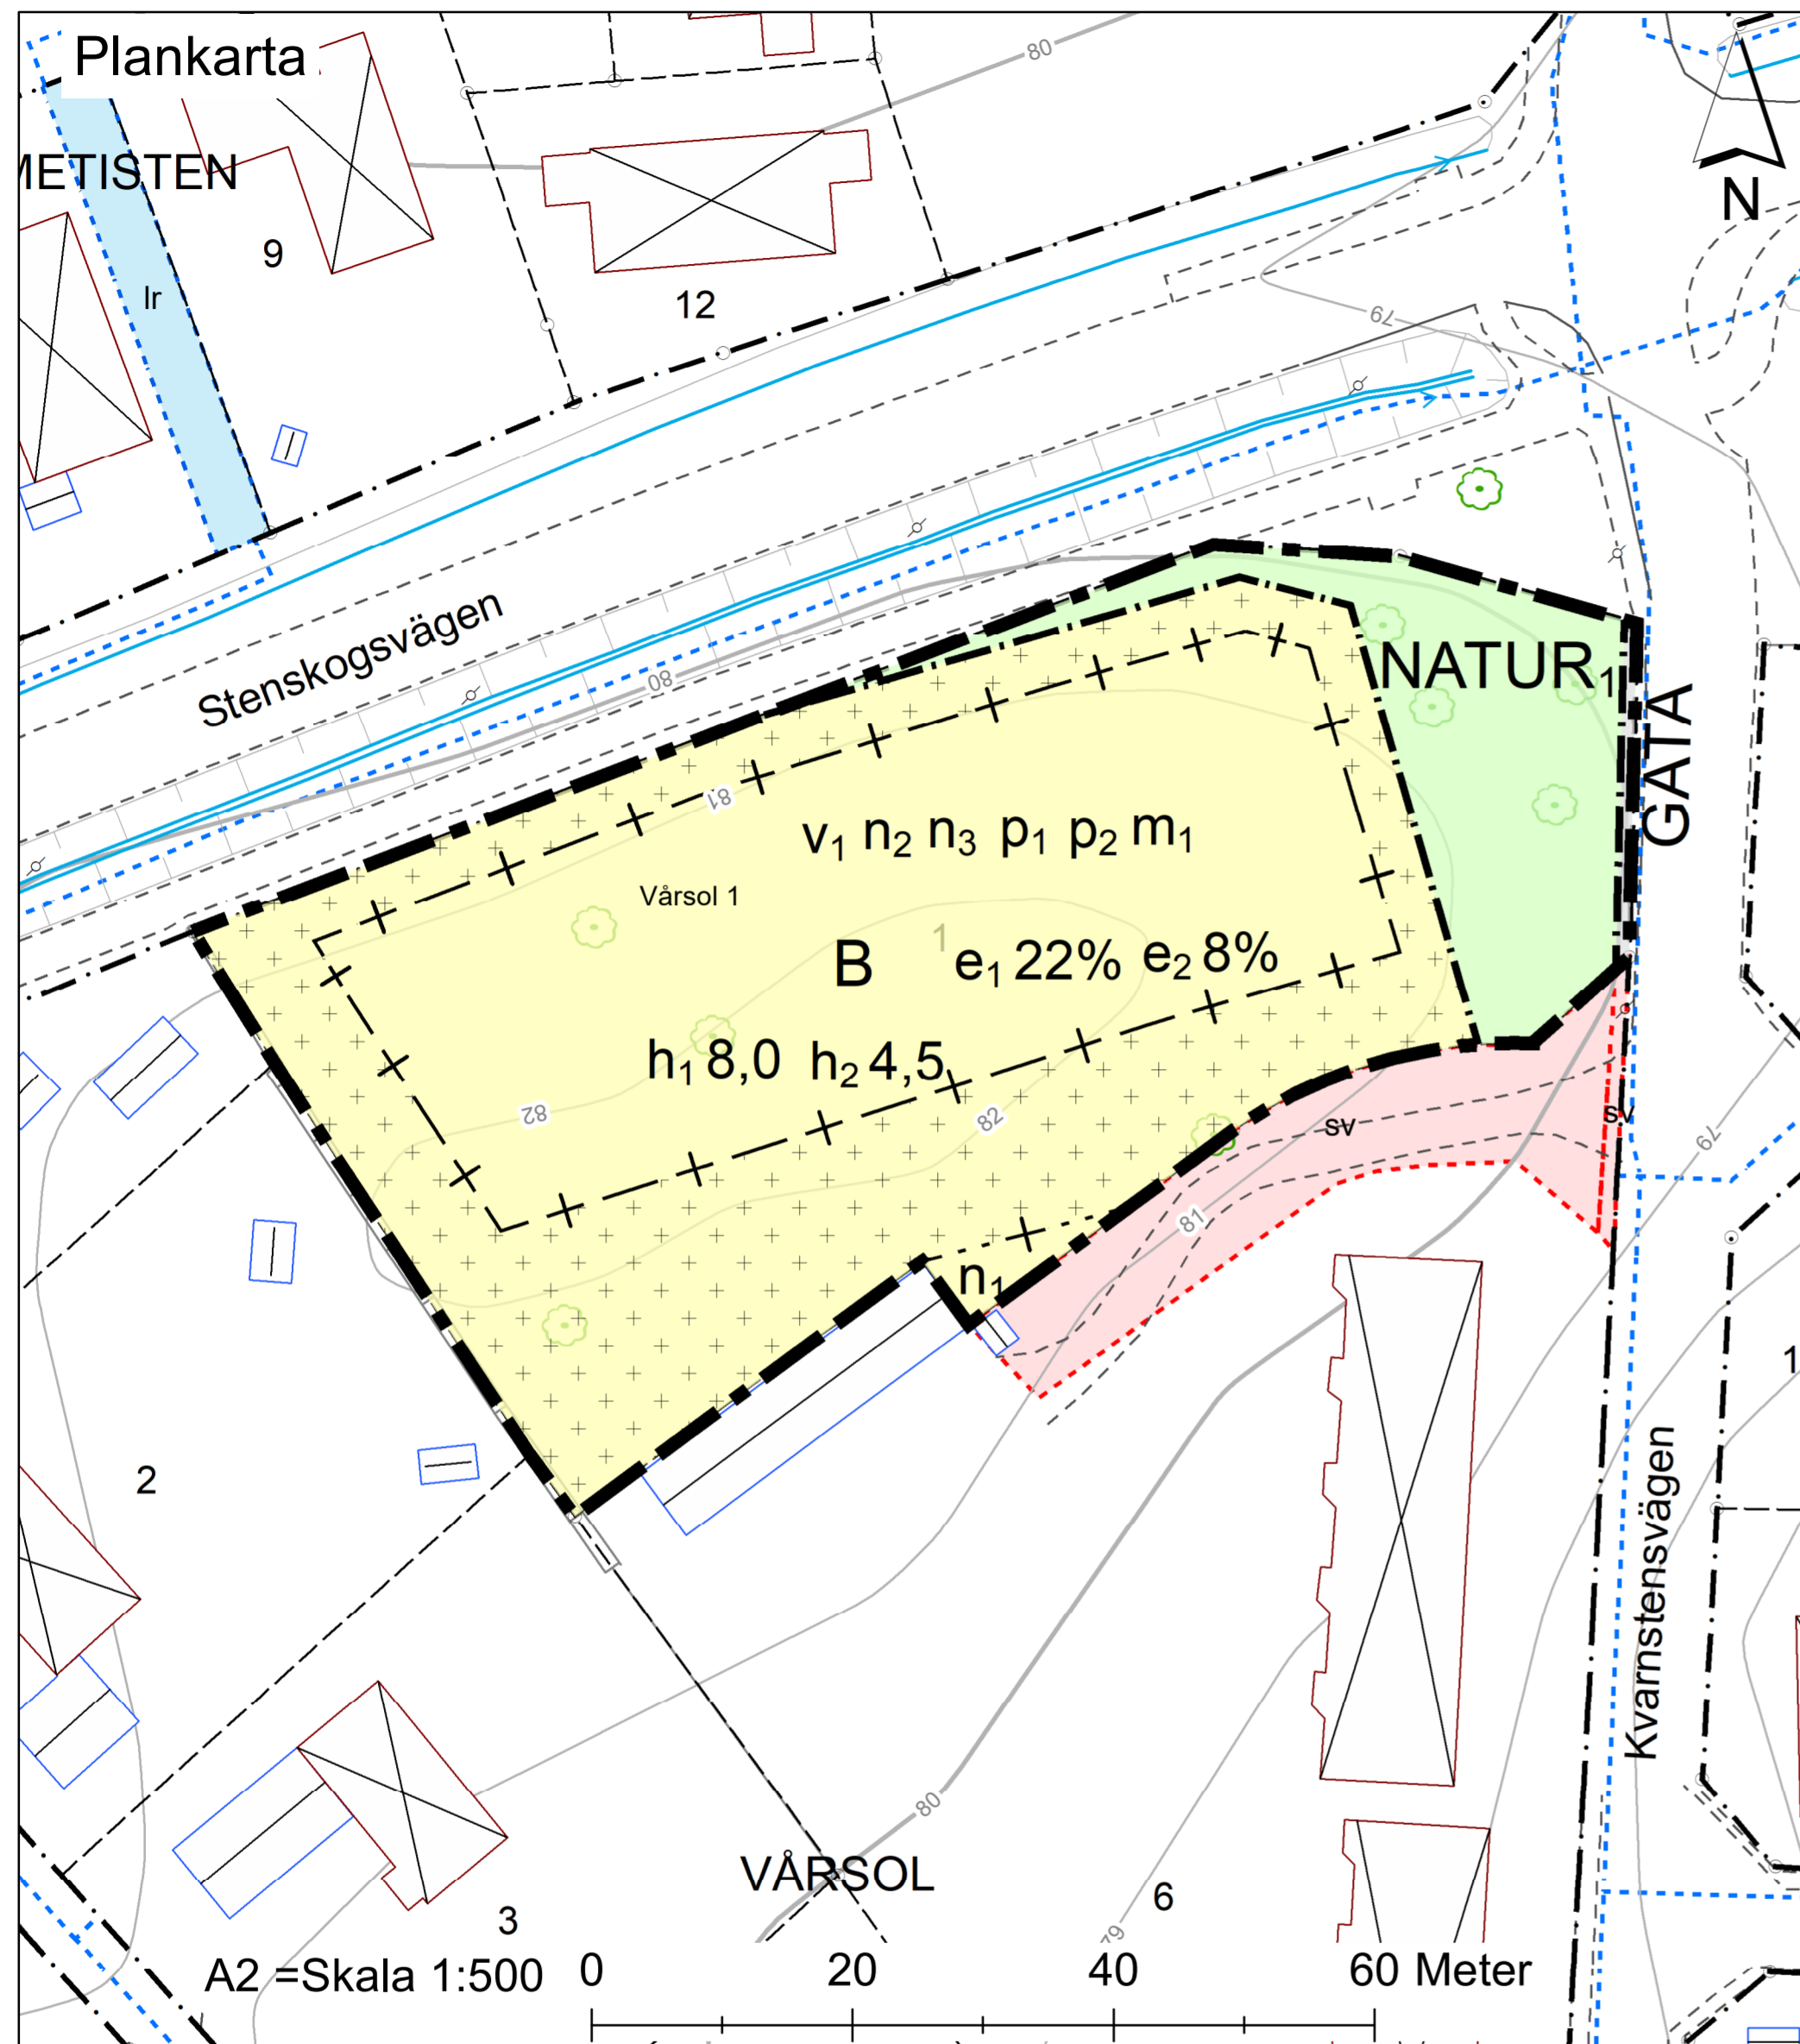 Plankarta
80
METISTEN
N
9
lr
12
79
Stenskogsvägen
80
NATUR1
GATA
81
v1 n2 n3 p1 p2 m1
Vårsol 1
1
B e1 22% e2 8%
h1 8,0 h2 4,5
82
82
sv
sv
79
81
n1
1
2
Kvarnstensvägen
80
VÅRSOL
6
3
79
A2 =Skala 1:500 0 20 40 60 Meter